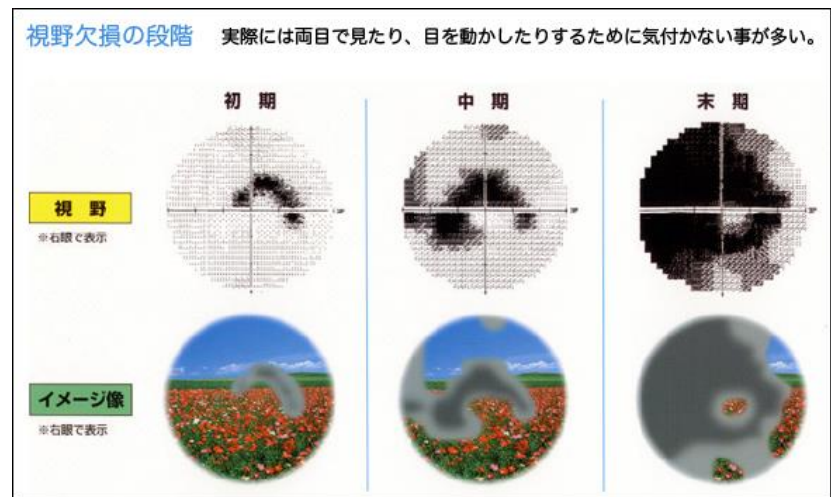 視野欠損の段階 実際には両目で見たり、目を動かしたりするために気付かない事が多い。
初 期 中 期 末 期
視 野
※右眼で表示
イメージ像
※右眼で表示